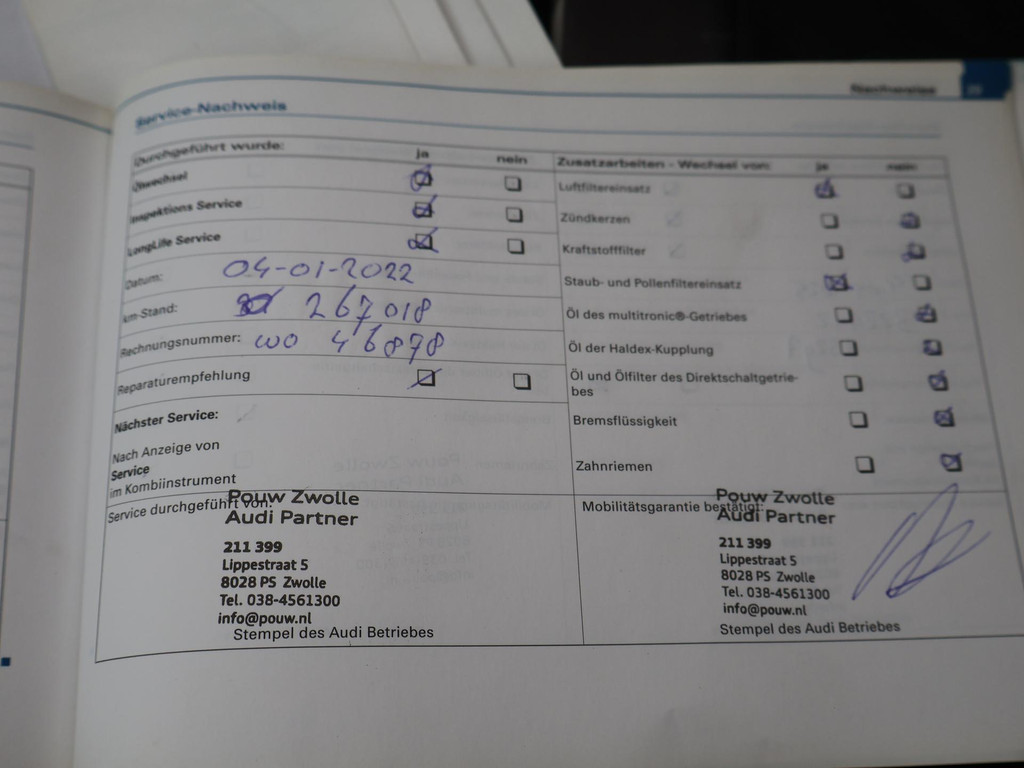 Nachweise 29
Service-Nachweis
Durchgeführt wurde: ja nein
Ölwechsel
Inspektions Service
LongLife Service
Datum: 04-01-2022
km-Stand: 267018
Rechnungsnummer: WO 46878
Reparaturempfehlung
Nächster Service:
Nach Anzeige von
Service
im Kombiinstrument
Zusatzarbeiten - Wechsel von: ja nein
Luftfiltereinsatz
Zündkerzen
Kraftstofffilter
Staub- und Pollenfiltereinsatz
Öl des multitronic®-Getriebes
Öl der Haldex-Kupplung
Öl und Ölfilter des Direktschaltgetrie-
bes
Bremsflüssigkeit
Zahnriemen
Service durchgeführt von:
Pouw Zwolle
Audi Partner
211 399
Lippestraat 5
8028 PS Zwolle
Tel. 038-4561300
info@pouw.nl
Stempel des Audi Betriebes
Mobilitätsgarantie bestätigt:
Pouw Zwolle
Audi Partner
211 399
Lippestraat 5
8028 PS Zwolle
Tel. 038-4561300
info@pouw.nl
Stempel des Audi Betriebes